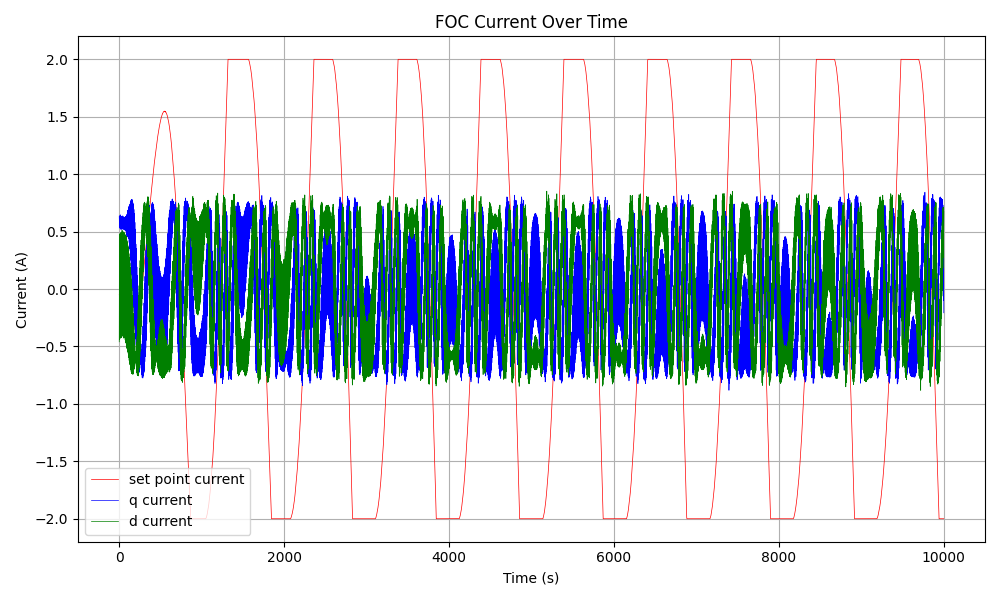 FOC Current Over Time
Current (A)
2.0
1.5
1.0
0.5
0.0
−0.5
−1.0
−1.5
−2.0
set point current
q current
d current
0 2000 4000 6000 8000 10000
Time (s)